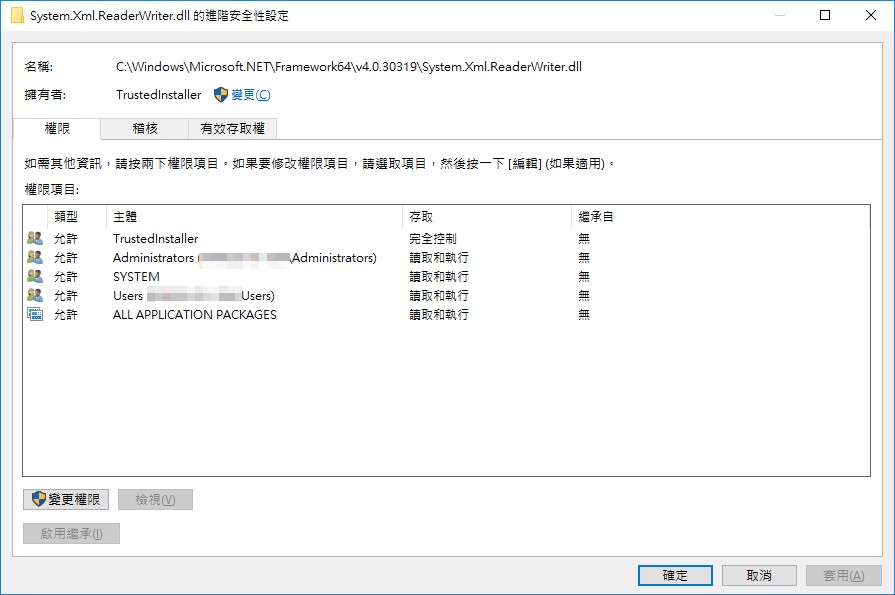 System.Xml.ReaderWriter.dll 的進階安全性設定
名稱: C:\Windows\Microsoft.NET\Framework64\v4.0.30319\System.Xml.ReaderWriter.dll
擁有者: TrustedInstaller 變更(C)
權限 稽核 有效存取權
如需其他資訊，請按兩下權限項目。如果要修改權限項目，請選取項目，然後按一下 [編輯] (如果適用)。
權限項目:
類型 主體 存取 繼承自
允許 TrustedInstaller 完全控制 無
允許 Administrators ( \Administrators) 讀取和執行 無
允許 SYSTEM 讀取和執行 無
允許 Users Users) 讀取和執行 無
允許 ALL APPLICATION PACKAGES 讀取和執行 無
變更權限 檢視(V)
啟用繼承(I)
確定 取消 套用(A)